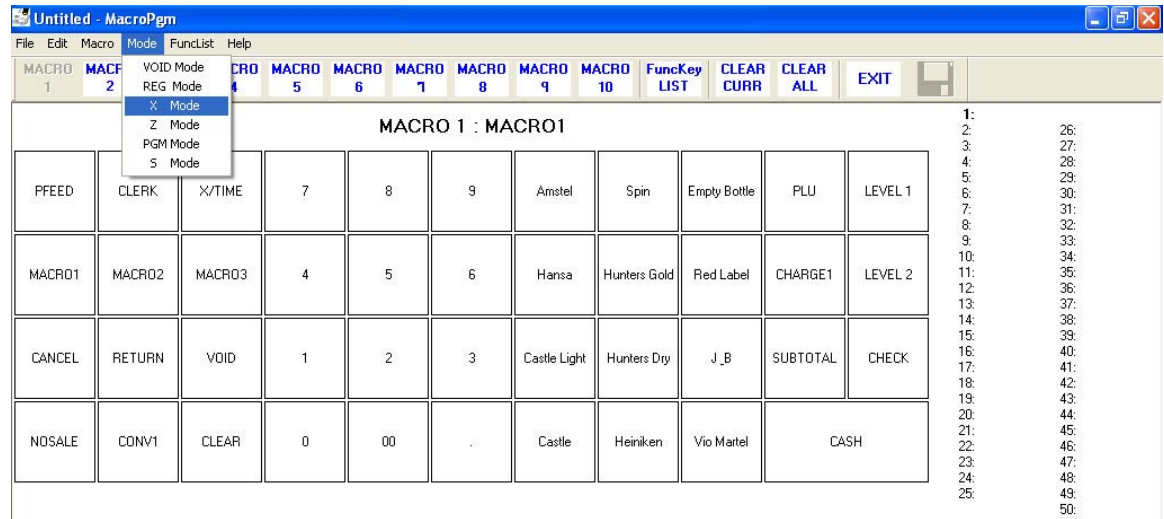 Untitled - MacroPgm
File Edit Macro Mode FuncList Help
VOID Mode
REG Mode
X Mode
Z Mode
PGM Mode
S Mode
MACRO 1
2
4
MACRO 5
MACRO 6
MACRO 7
MACRO 8
MACRO 9
MACRO 10
FuncKey LIST
CLEAR CURR
CLEAR ALL
EXIT
MACRO 1 : MACRO1
PFEED CLERK X/TIME 7 8 9 Amstel Spin Empty Bottle PLU LEVEL 1
MACRO1 MACRO2 MACRO3 4 5 6 Hansa Hunters Gold Red Label CHARGE1 LEVEL 2
CANCEL RETURN VOID 1 2 3 Castle Light Hunters Dry J_B SUBTOTAL CHECK
NOSALE CONV1 CLEAR 0 00 . Castle Heiniken Vio Martel CASH
1:
2:
3:
4:
5:
6:
7:
8:
9:
10:
11:
12:
13:
14:
15:
16:
17:
18:
19:
20:
21:
22:
23:
24:
25:
26:
27:
28:
29:
30:
31:
32:
33:
34:
35:
36:
37:
38:
39:
40:
41:
42:
43:
44:
45:
46:
47:
48:
49:
50: